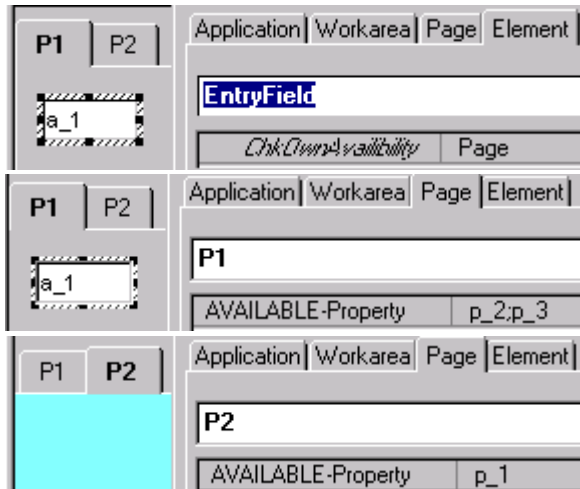 P1 P2 Application Workarea Page Element
EntryField
a_1
ChkOwnAvailibility Page
P1 P2 Application Workarea Page Element
P1
a_1
AVAILABLE-Property p_2;p_3
P1 P2 Application Workarea Page Element
P2
AVAILABLE-Property p_1